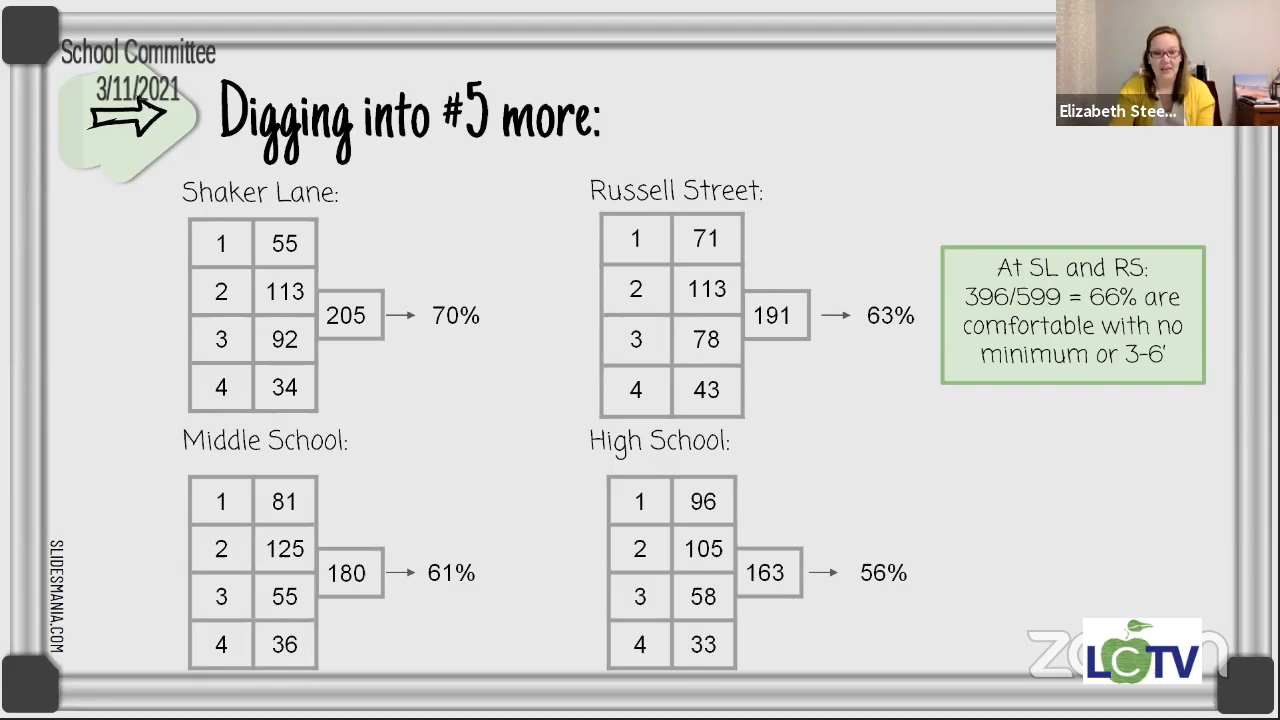 School Committee
3/11/2021
Digging into #5 more:
Elizabeth Stee...
Shaker Lane:
1 55
2 113
3 92
4 34
205 70%
Russell Street:
1 71
2 113
3 78
4 43
191 63%
At SL and RS:
396/599 = 66% are
comfortable with no
minimum or 3-6'
Middle School:
1 81
2 125
3 55
4 36
180 61%
High School:
1 96
2 105
3 58
4 33
163 56%
SLIDESMANIA.COM
zoom
LCTV